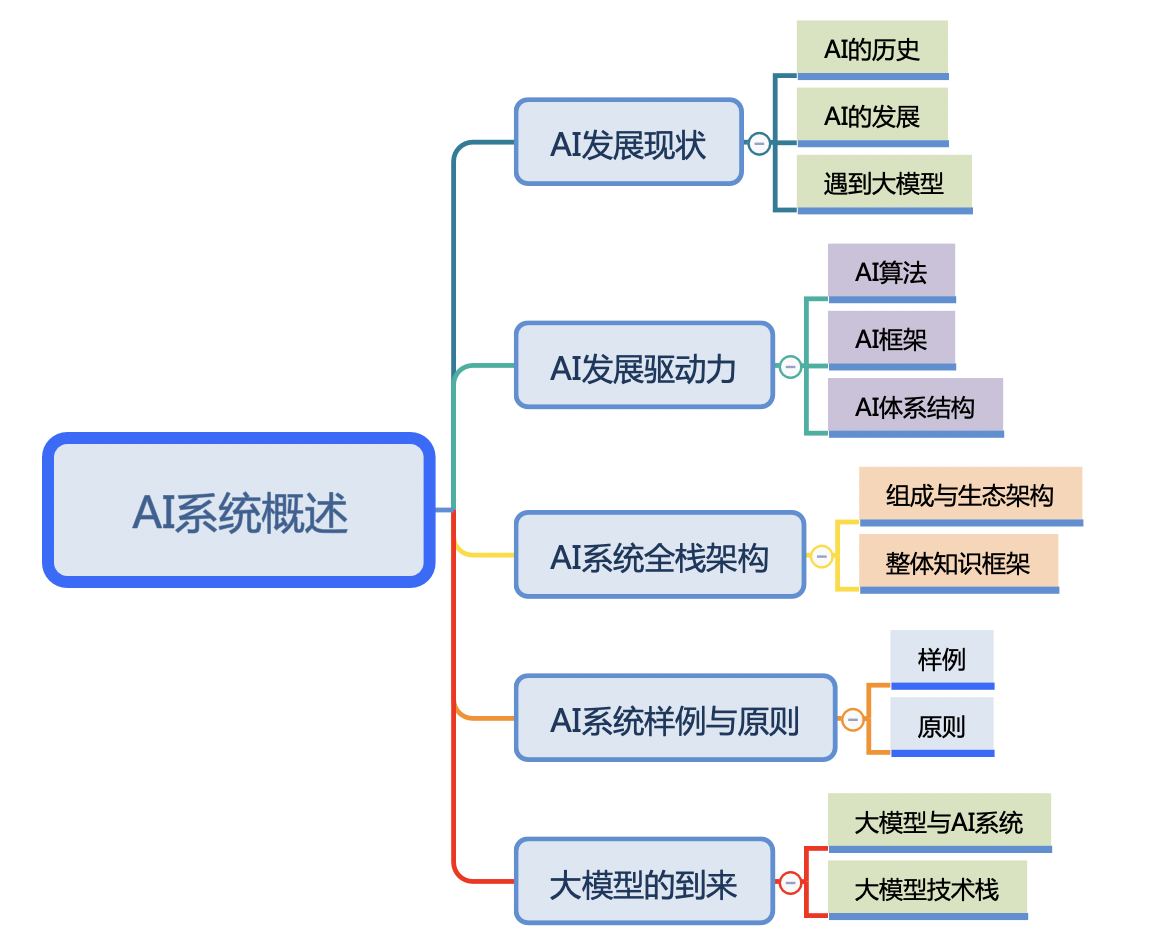 AI系统概述
AI发展现状
AI的历史
AI的发展
遇到大模型
AI发展驱动力
AI算法
AI框架
AI体系结构
AI系统全栈架构
组成与生态架构
整体知识框架
AI系统样例与原则
样例
原则
大模型的到来
大模型与AI系统
大模型技术栈